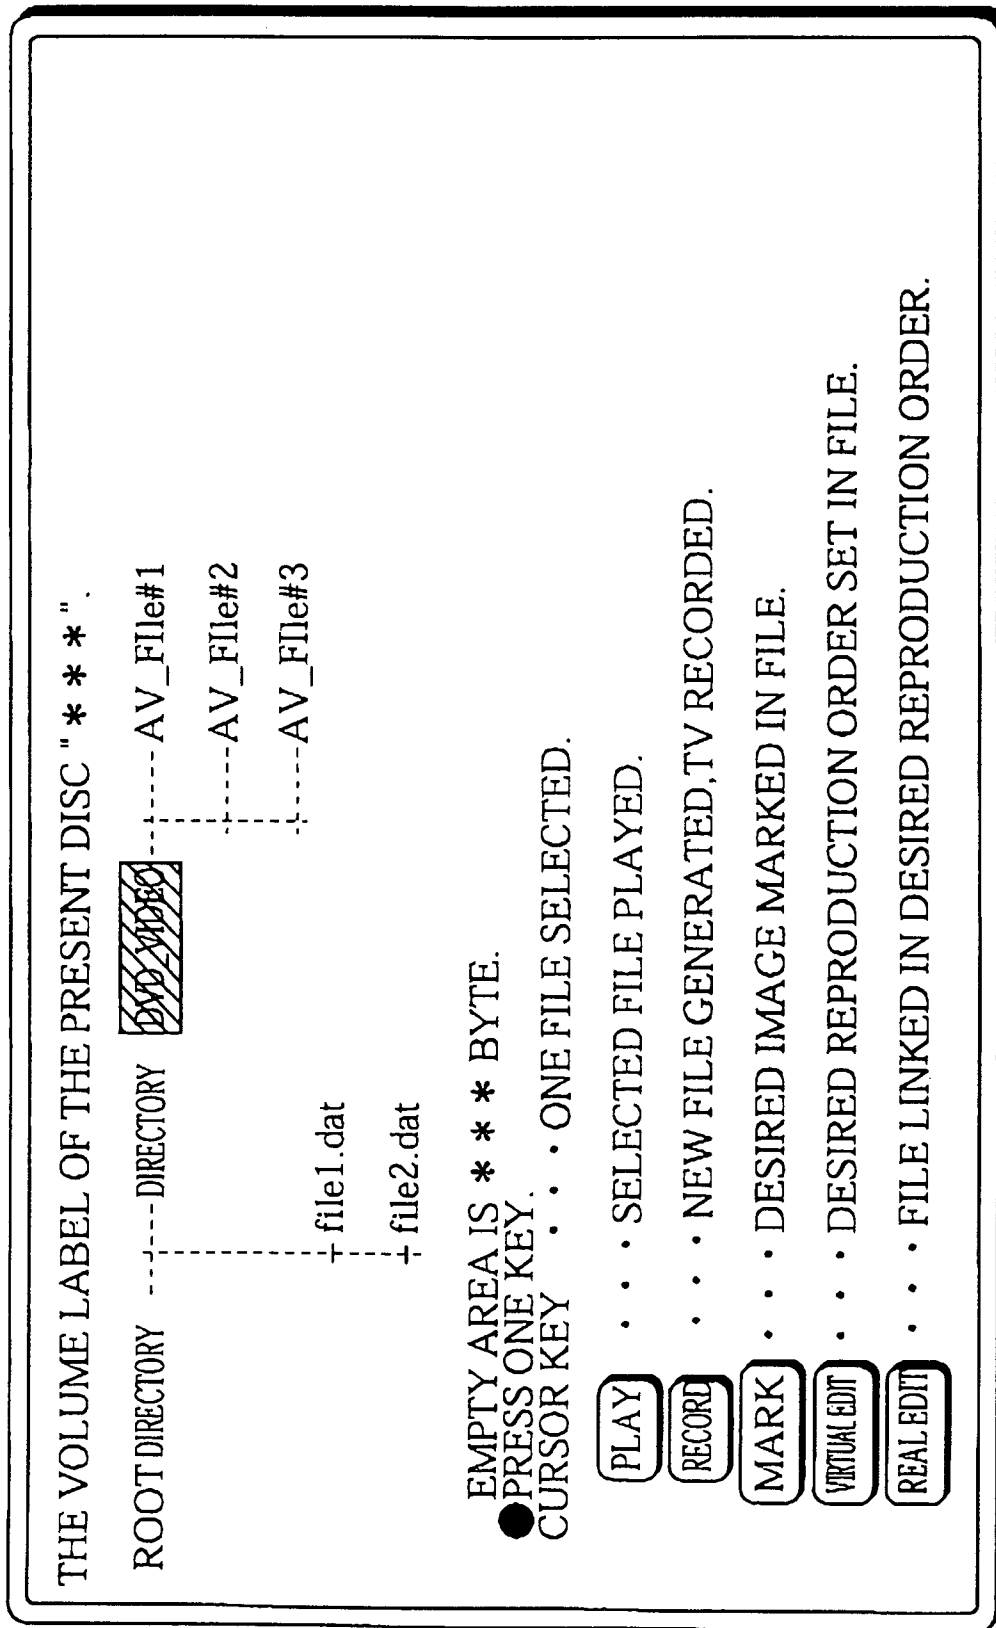 THE VOLUME LABEL OF THE PRESENT DISC "* * *".
ROOT DIRECTORY DIRECTORY DVD_VIDEO AV_FIle#1
AV_FIle#2
AV_FIle#3
file1.dat
file2.dat
EMPTY AREA IS * * * BYTE.
●PRESS ONE KEY.
CURSOR KEY · · · ONE FILE SELECTED.
PLAY · · · SELECTED FILE PLAYED.
RECORD · · · NEW FILE GENERATED,TV RECORDED.
MARK · · · DESIRED IMAGE MARKED IN FILE.
VIRTUAL EDIT · · · DESIRED REPRODUCTION ORDER SET IN FILE.
REAL EDIT · · · FILE LINKED IN DESIRED REPRODUCTION ORDER.